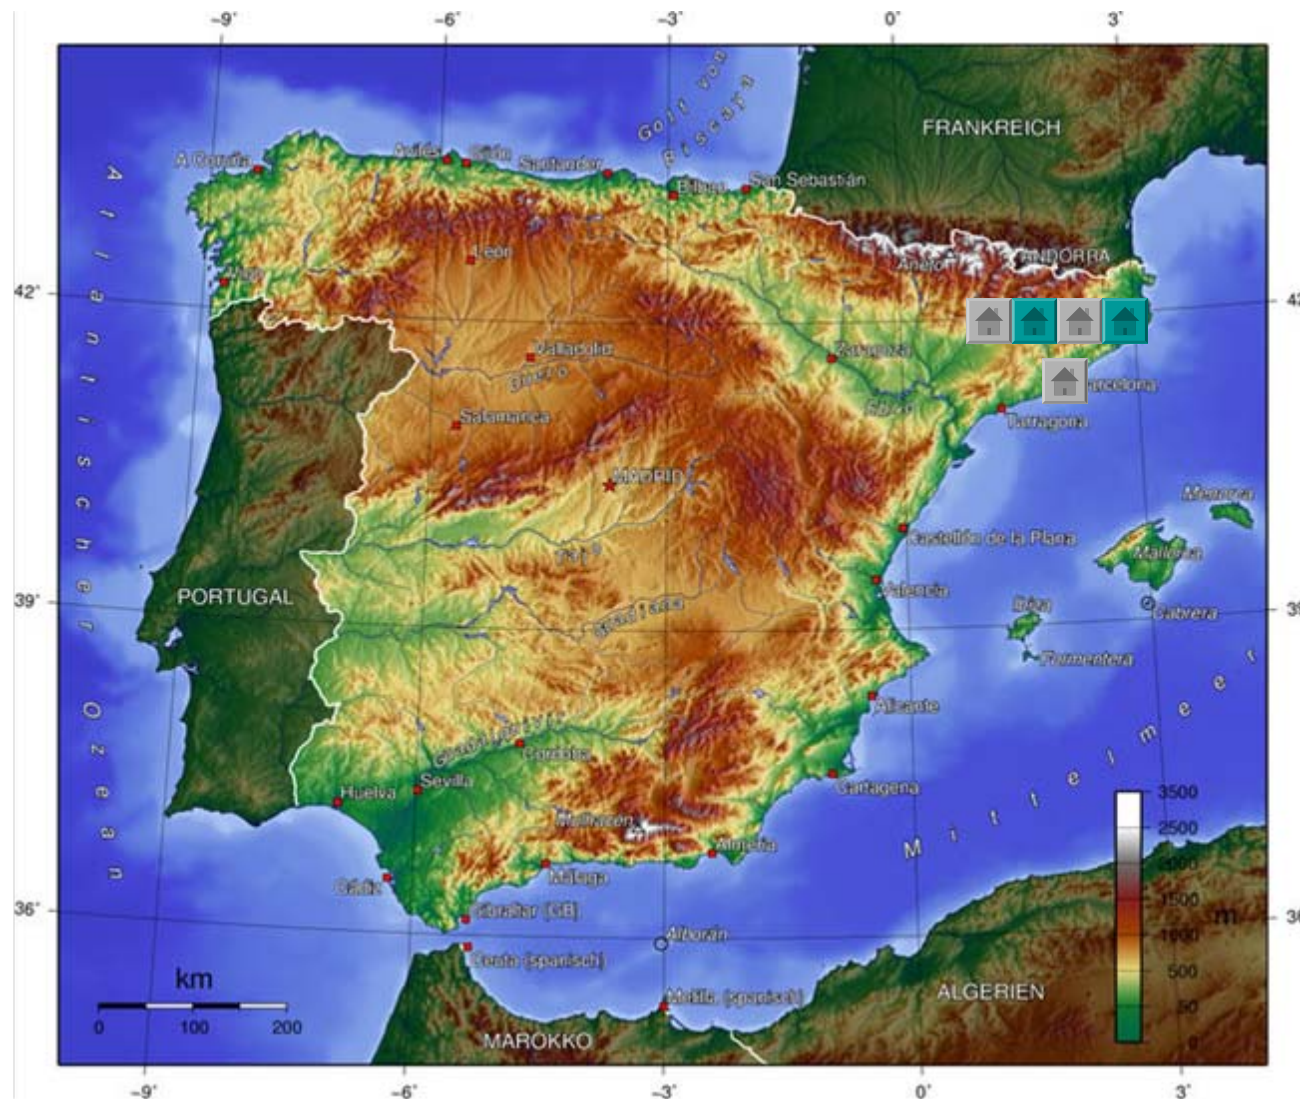 -9°
-6°
-3°
0°
3°
Golf von
Biscaya
FRANKREICH
A Coruña
Avilés
Gijón
Santander
Bilbao
San Sebastián
Atlantischer Ozean
León
Aneto
ANDORRA
Vigo
42°
Valladolid
Duero
Zaragoza
Ebro
arcelona
Salamanca
Tarragona
MADRID
Menorca
Castellón de la Plana
Mallorca
Tajo
PORTUGAL
Valencia
Ibiza
39°
Guadiana
Cabrera
Formentera
Alicante
Guadalquivir
Córdoba
Sevilla
Huelva
Cartagena
Mittelmeer
Mulhacén
Almería
Cádiz
Málaga
3500
2500
2000
1500
1000
500
50
0
m
36°
Gibraltar (GB)
Alborán
Ceuta (spanisch)
km
0
100
200
Melilla (spanisch)
ALGERIEN
MAROKKO
-9°
-6°
-3°
0°
3°